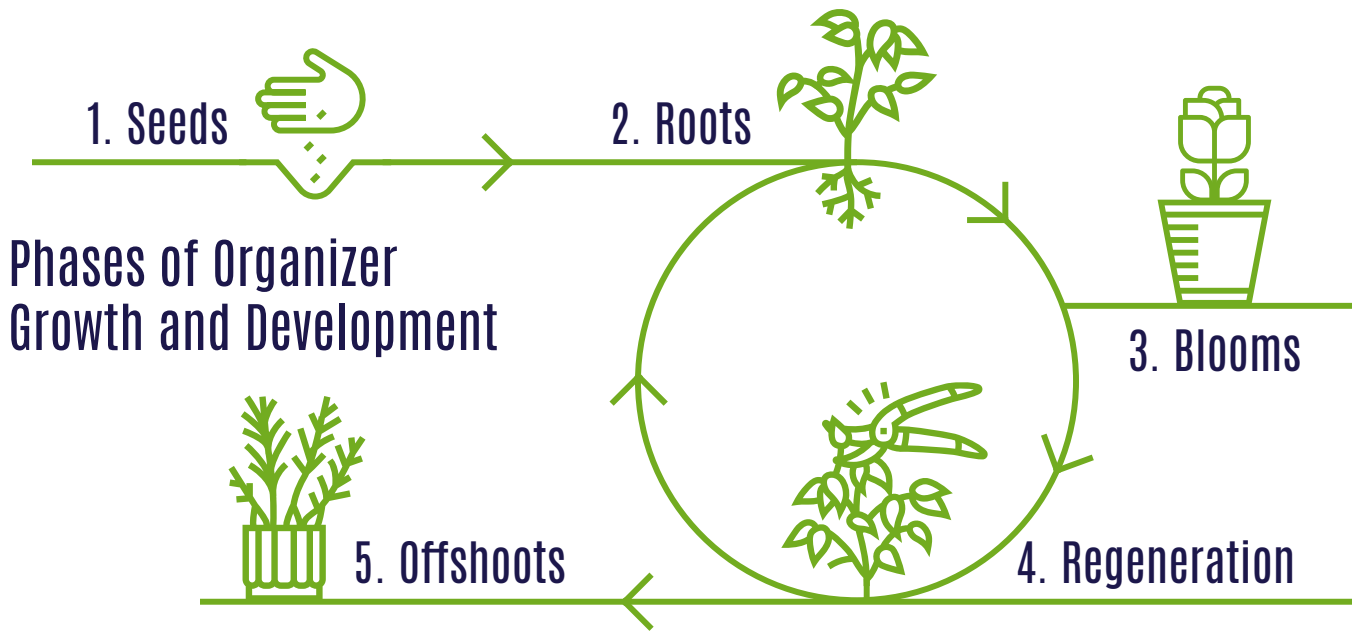 1. Seeds
2. Roots
Phases of Organizer
Growth and Development
3. Blooms
4. Regeneration
5. Offshoots